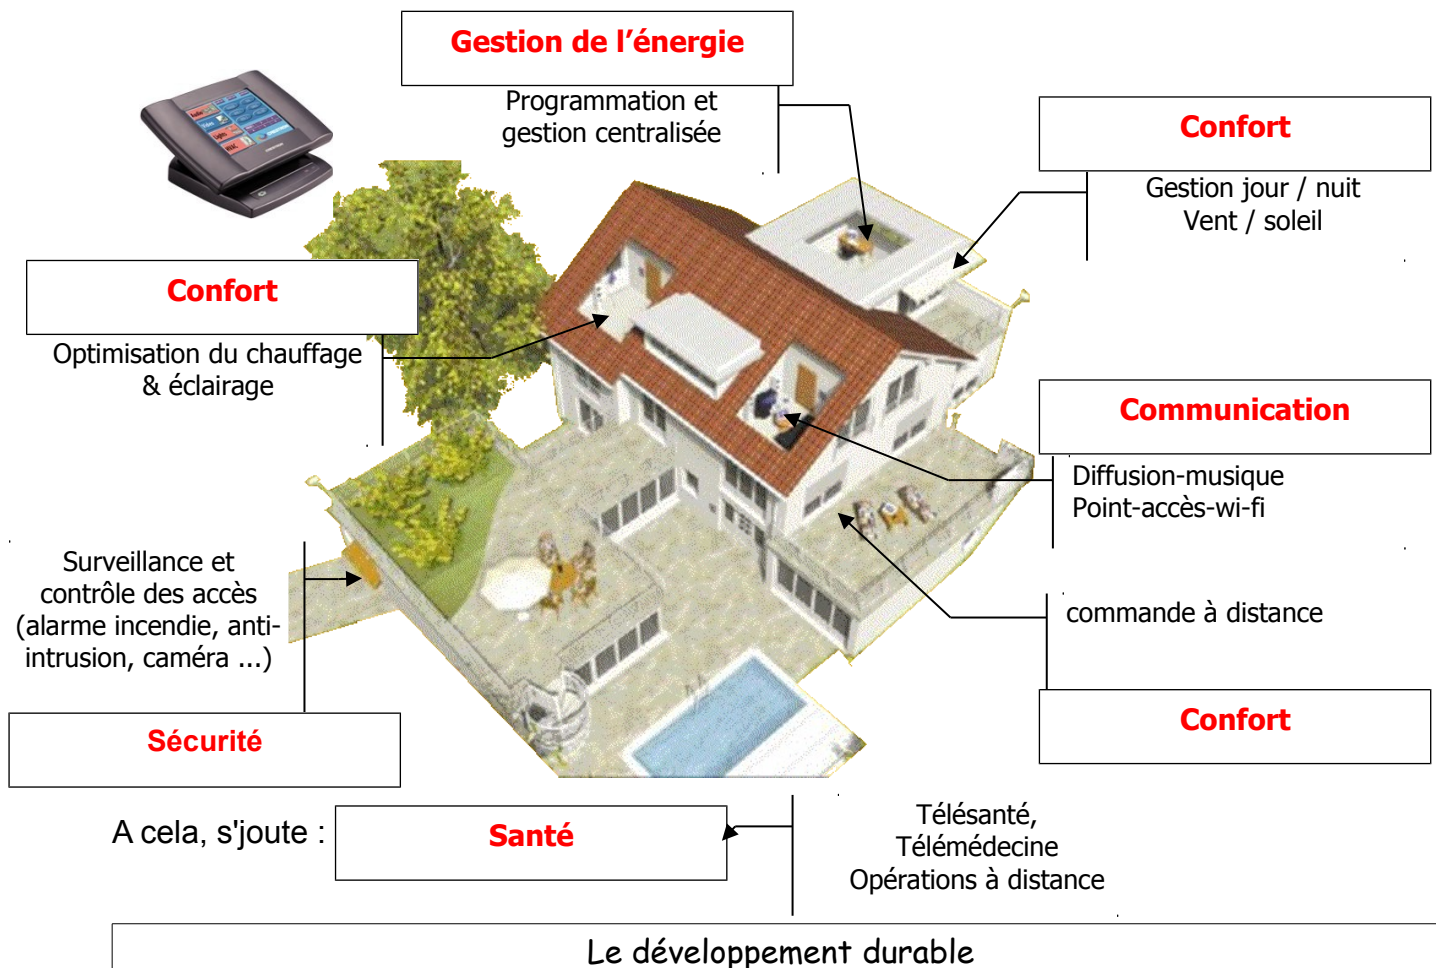 Gestion de l’énergie
Programmation et
gestion centralisée
Confort
Gestion jour / nuit
Vent / soleil
Confort
Optimisation du chauffage
& éclairage
Communication
Diffusion-musique
Point-accès-wi-fi
Surveillance et
contrôle des accès
(alarme incendie, anti-
intrusion, caméra ...)
Sécurité
commande à distance
Confort
A cela, s'joute :
Santé
Télésanté,
Télémédecine
Opérations à distance
Le développement durable